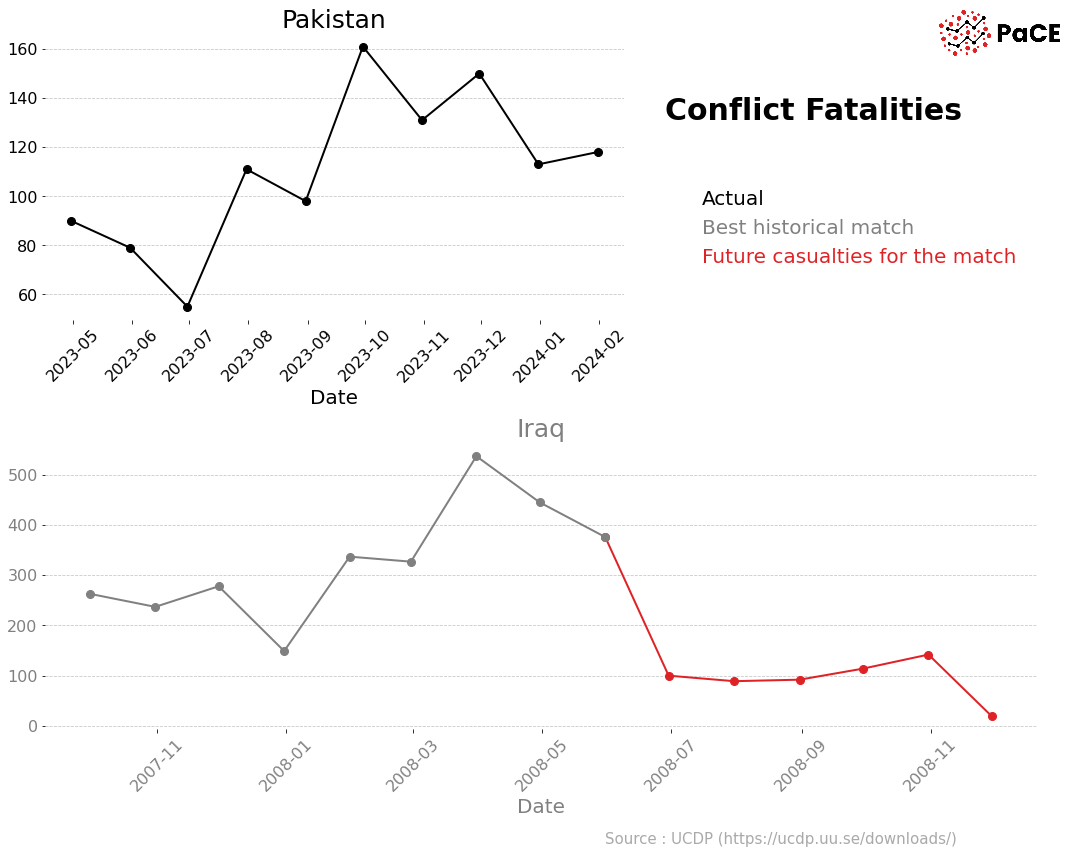 Pakistan
PaCE
Conflict Fatalities
Actual
Best historical match
Future casualties for the match
160
140
120
100
80
60
2023-05
2023-06
2023-07
2023-08
2023-09
2023-10
2023-11
2023-12
2024-01
2024-02
Date
Iraq
500
400
300
200
100
0
2007-11
2008-01
2008-03
2008-05
2008-07
2008-09
2008-11
Date
Source : UCDP (https://ucdp.uu.se/downloads/)